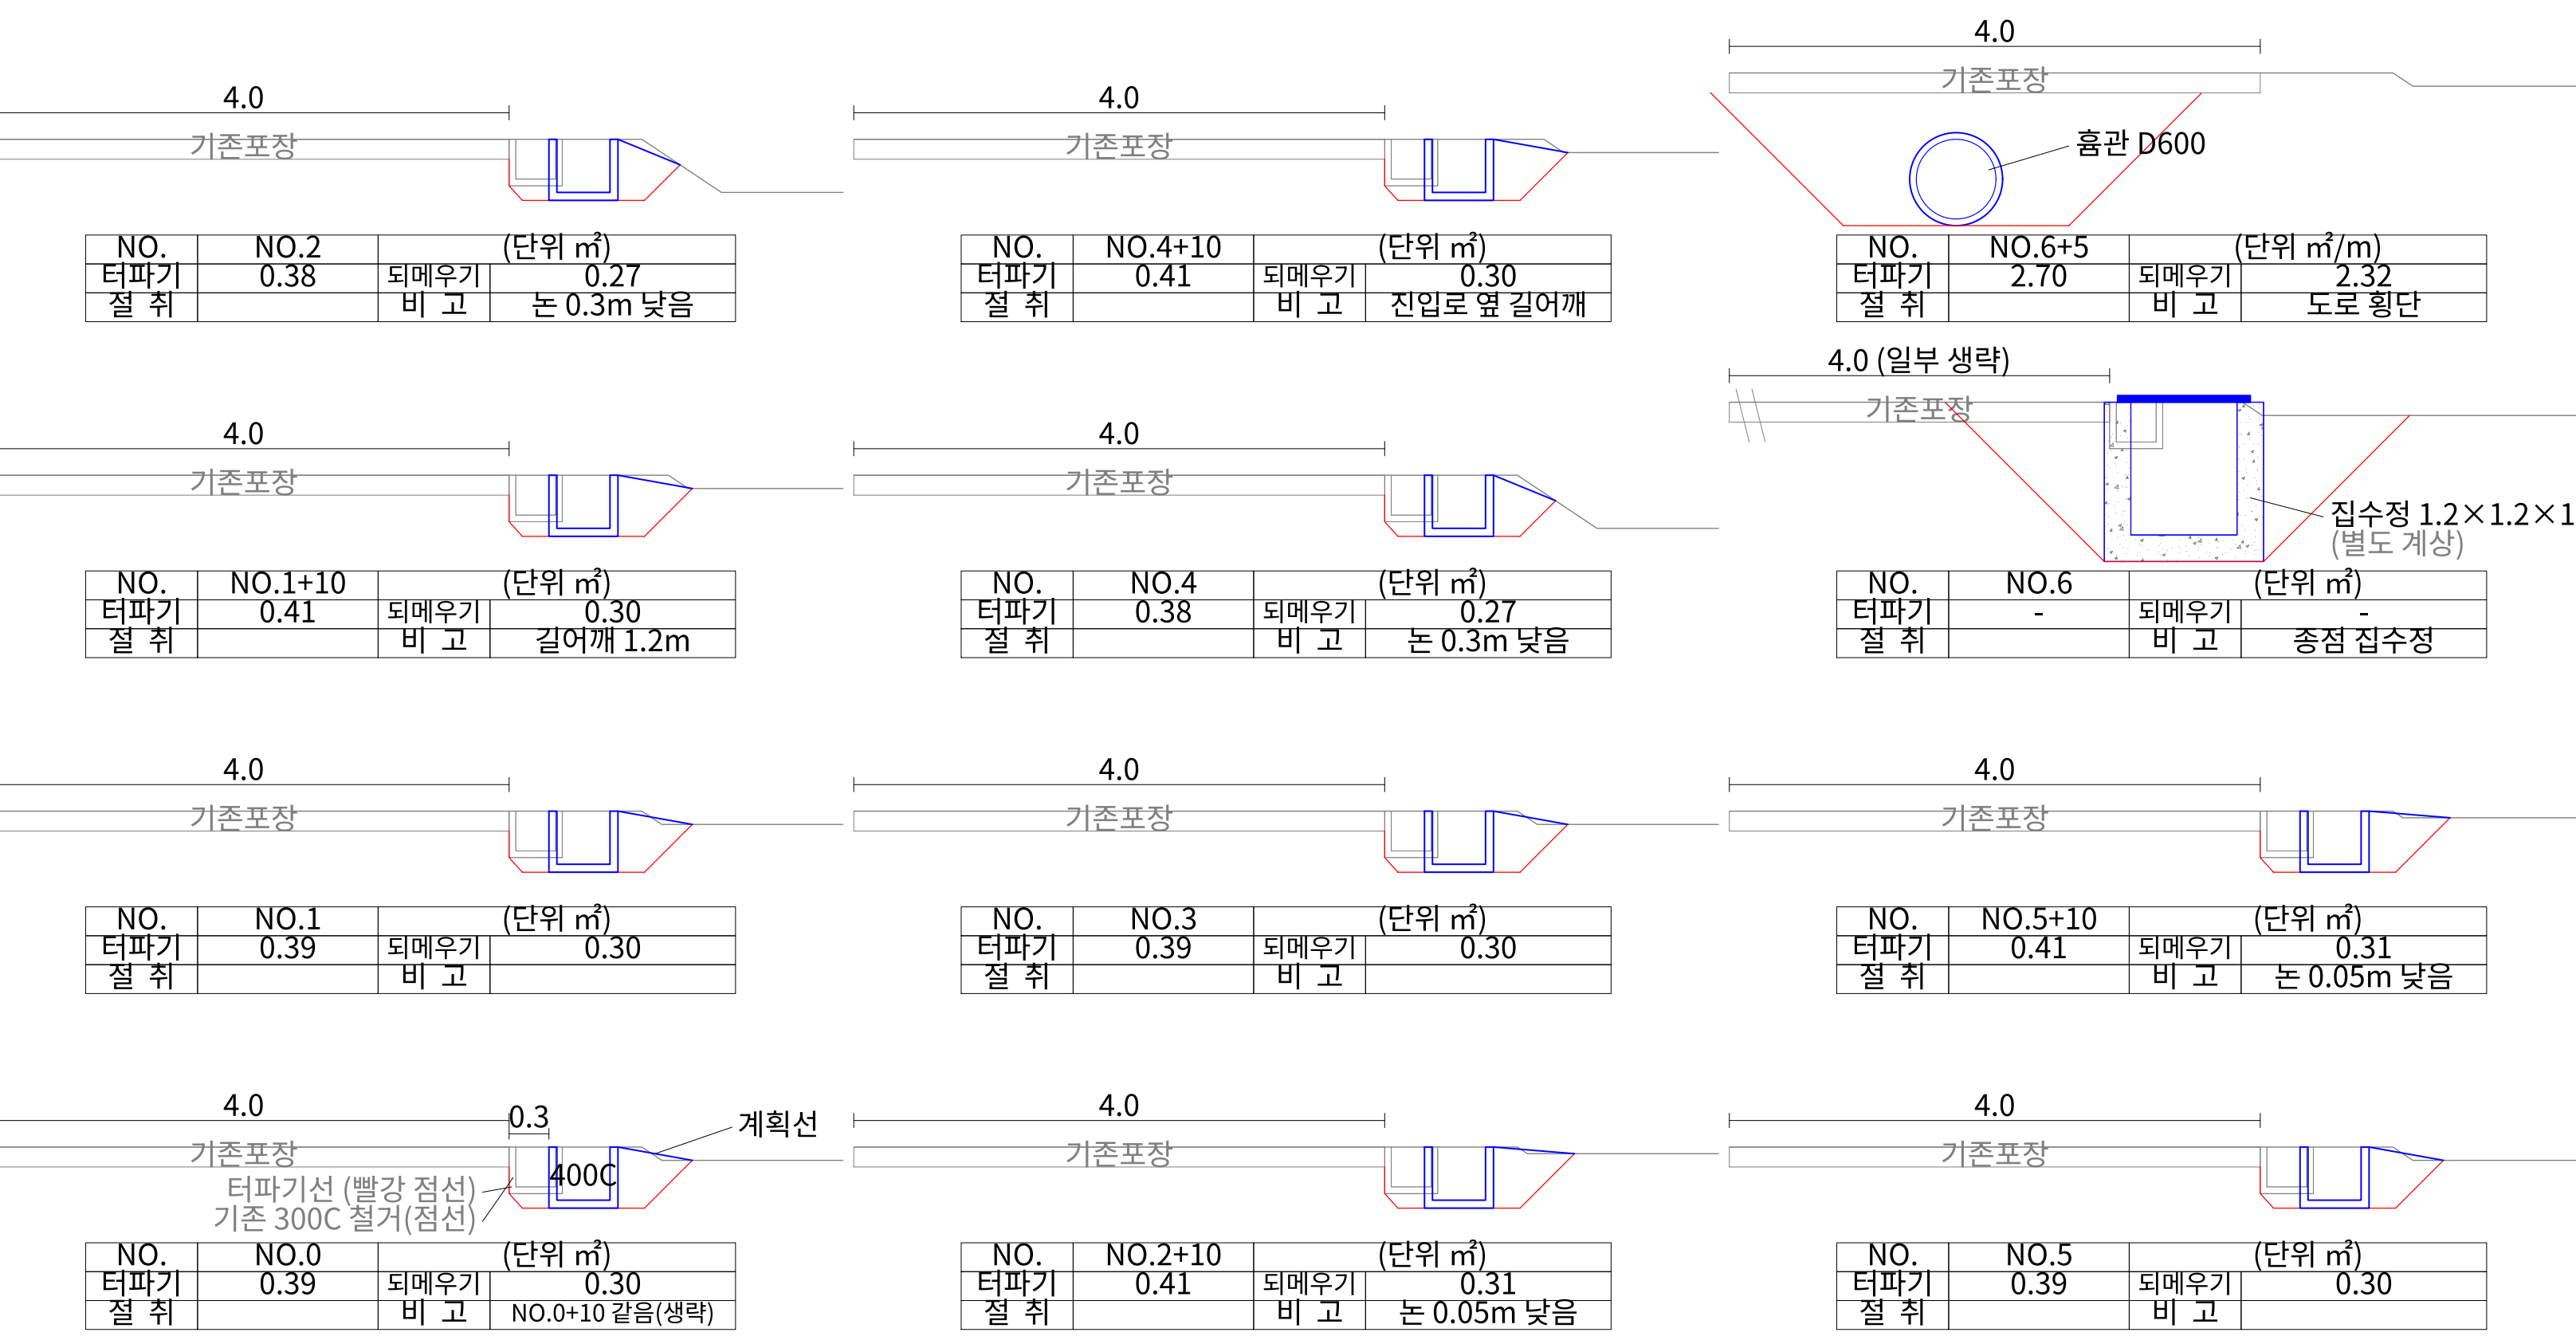 4.0
기존포장
NO. NO.2 (단위 ㎡)
터파기 0.38 되메우기 0.27
절 취 비 고 논 0.3m 낮음
4.0
기존포장
NO. NO.4+10 (단위 ㎡)
터파기 0.41 되메우기 0.30
절 취 비 고 진입로 옆 길어깨
4.0
기존포장
흄관 D600
NO. NO.6+5 (단위 ㎡/m)
터파기 2.70 되메우기 2.32
절 취 비 고 도로 횡단
4.0
기존포장
NO. NO.1+10 (단위 ㎡)
터파기 0.41 되메우기 0.30
절 취 비 고 길어깨 1.2m
4.0
기존포장
NO. NO.4 (단위 ㎡)
터파기 0.38 되메우기 0.27
절 취 비 고 논 0.3m 낮음
4.0 (일부 생략)
기존포장
집수정 1.2×1.2×1
(별도 계상)
NO. NO.6 (단위 ㎡)
터파기 - 되메우기 -
절 취 비 고 종점 집수정
4.0
기존포장
NO. NO.1 (단위 ㎡)
터파기 0.39 되메우기 0.30
절 취 비 고
4.0
기존포장
NO. NO.3 (단위 ㎡)
터파기 0.39 되메우기 0.30
절 취 비 고
4.0
기존포장
NO. NO.5+10 (단위 ㎡)
터파기 0.41 되메우기 0.31
절 취 비 고 논 0.05m 낮음
4.0
0.3
계획선
기존포장
400C
터파기선 (빨강 점선)
기존 300C 철거(점선)
NO. NO.0 (단위 ㎡)
터파기 0.39 되메우기 0.30
절 취 비 고 NO.0+10 같음(생략)
4.0
기존포장
NO. NO.2+10 (단위 ㎡)
터파기 0.41 되메우기 0.31
절 취 비 고 논 0.05m 낮음
4.0
기존포장
NO. NO.5 (단위 ㎡)
터파기 0.39 되메우기 0.30
절 취 비 고